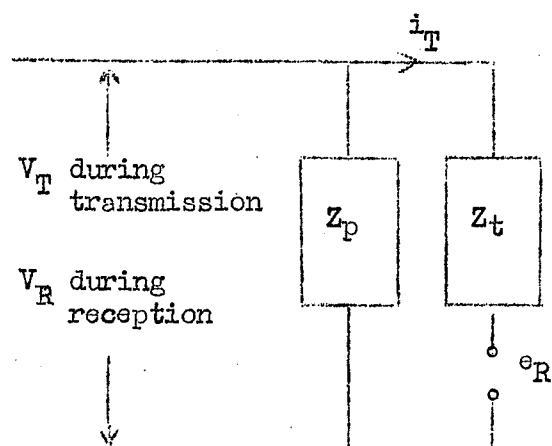 i_T
V_T during
transmission
Z_p
Z_t
V_R during
reception
e_R